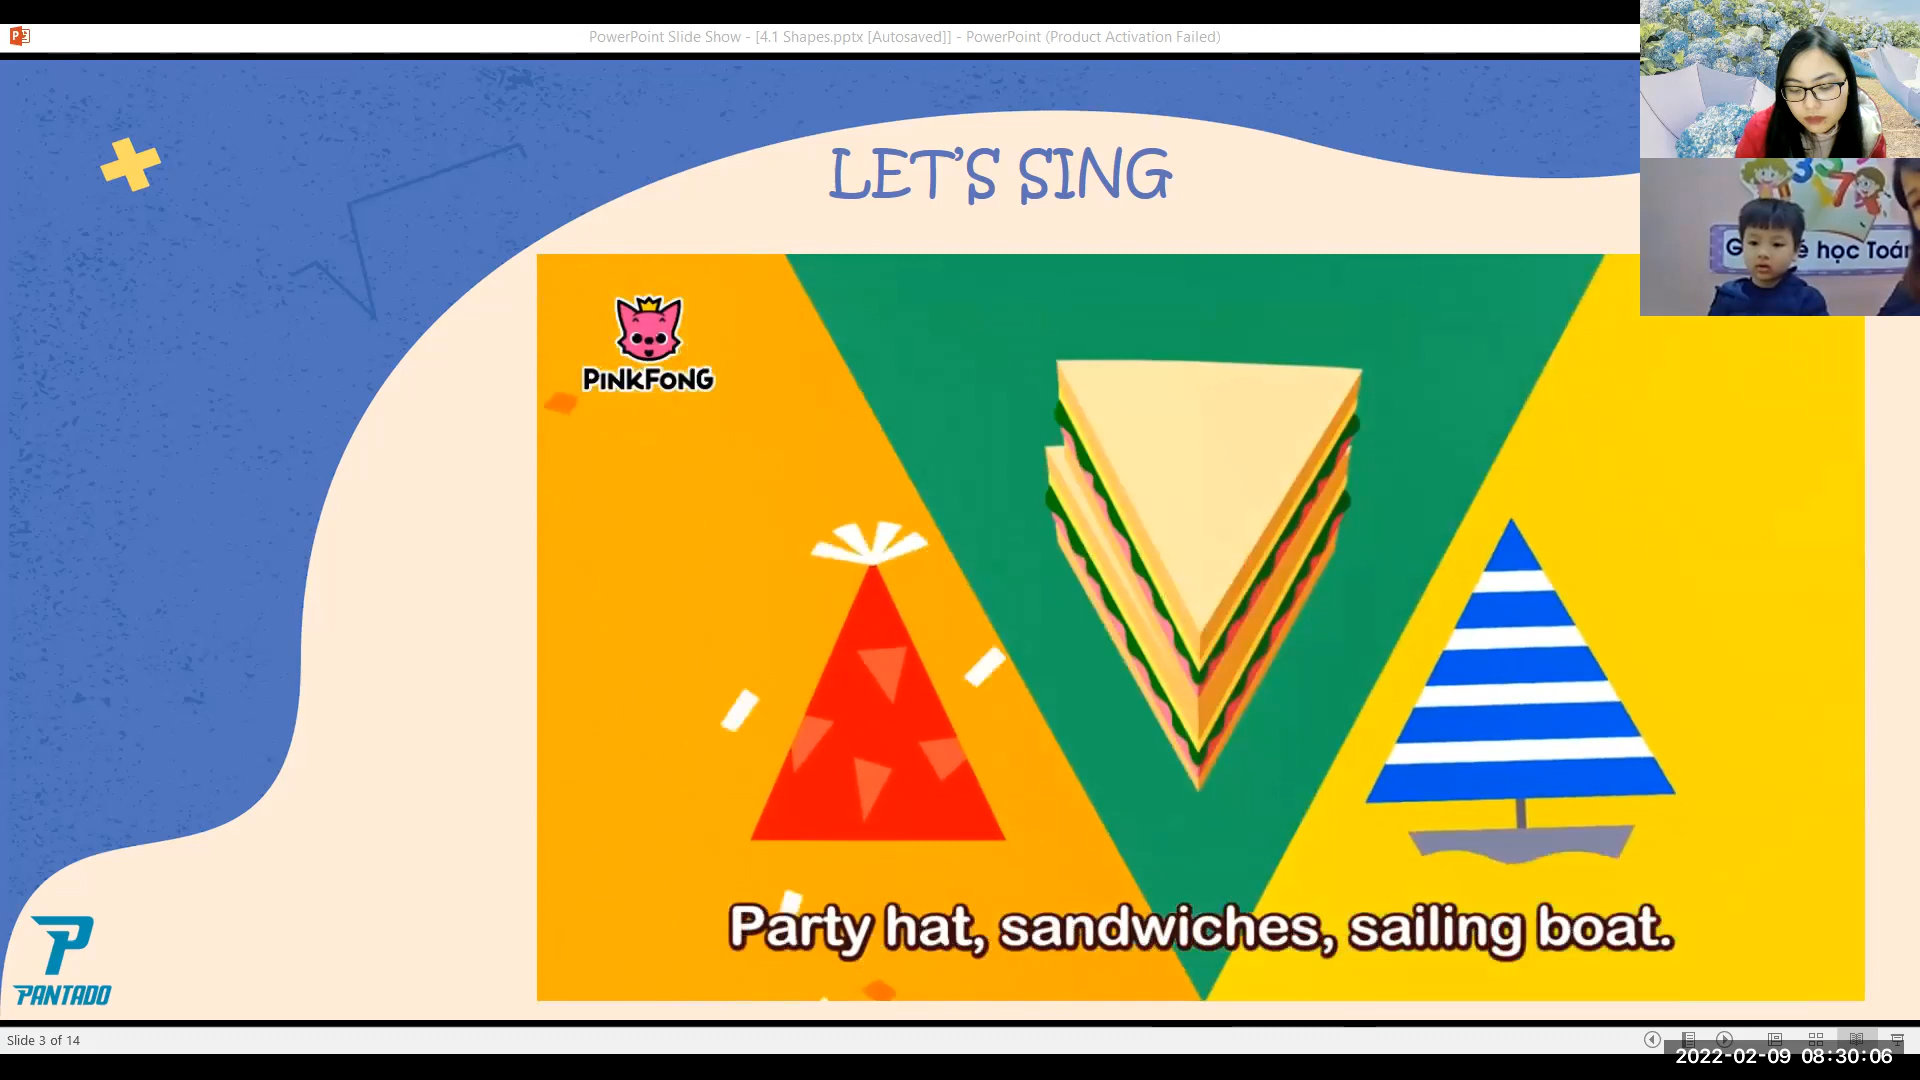 PowerPoint Slide Show - [4.1 Shapes.pptx [Autosaved]] - PowerPoint (Product Activation Failed)
LET'S SING
PINKFONG
học Toán
Party hat, sandwiches, sailing boat.
PANTADO
Slide 3 of 14
2022-02-09 08:30:06